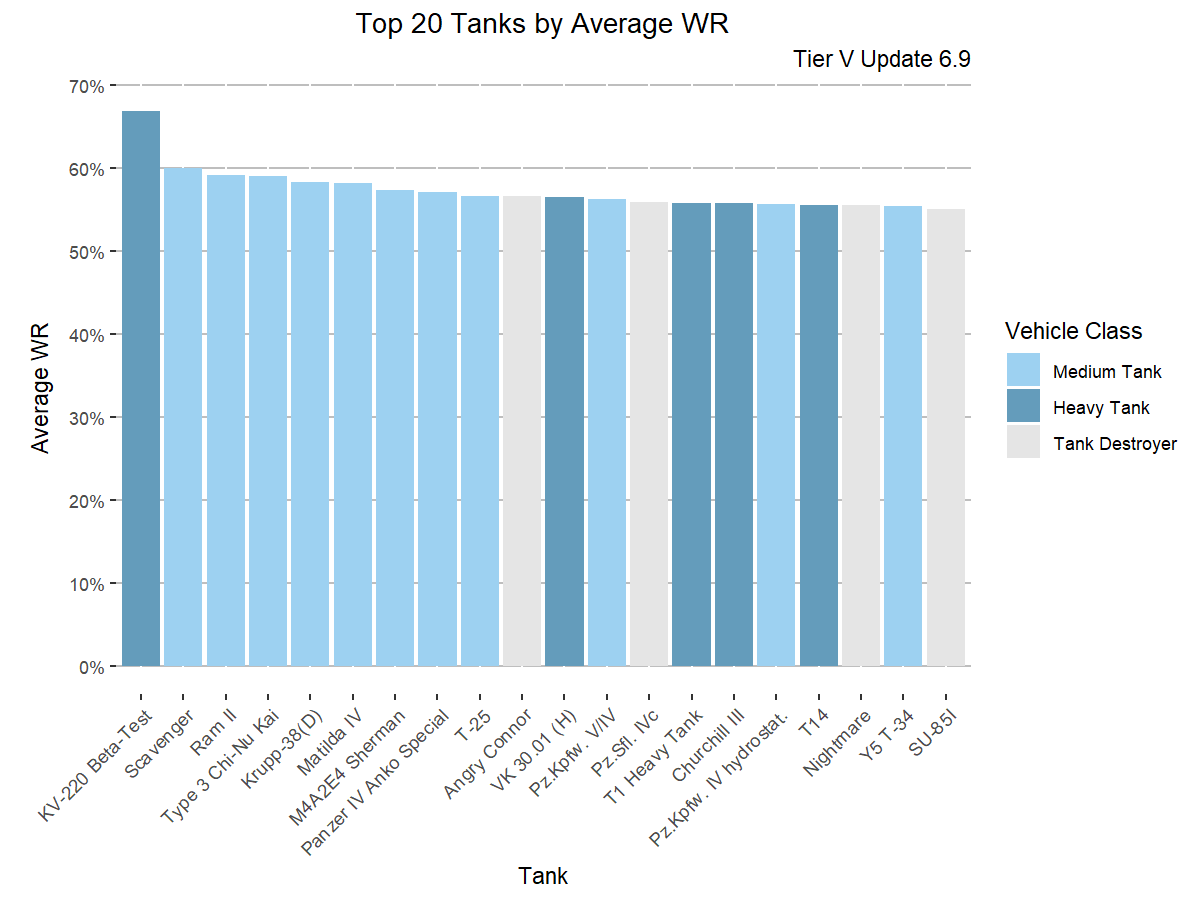 Top 20 Tanks by Average WR
Tier V Update 6.9
70%
60%
50%
40%
30%
20%
10%
0%
Average WR
KV-220 Beta-Test
Scavenger
Ram II
Type 3 Chi-Nu Kai
Krupp-38(D)
Matilda IV
M4A2E4 Sherman
Panzer IV Anko Special
T-25
Angry Connor
VK 30.01 (H)
Pz.Kpfw. V/IV
Pz.Sfl. IVc
T1 Heavy Tank
Churchill III
Pz.Kpfw. IV hydrostat.
T14
Nightmare
Y5 T-34
SU-85I
Tank
Vehicle Class
Medium Tank
Heavy Tank
Tank Destroyer